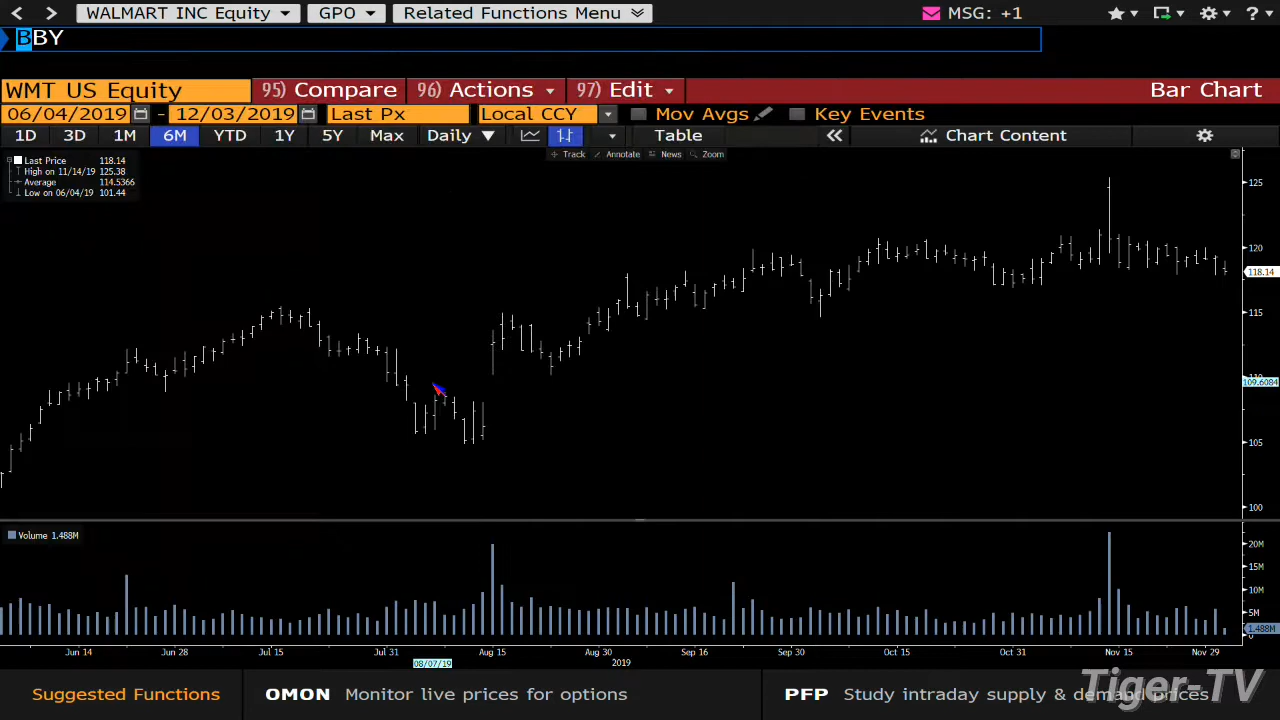 WALMART INC Equity GPO Related Functions Menu MSG: +1 ?
BBY
WMT US Equity 95) Compare 96) Actions 97) Edit Bar Chart
06/04/2019 - 12/03/2019 Last Px Local CCY Mov Avgs Key Events
1D 3D 1M 6M YTD 1Y 5Y Max Daily ▼ Table « Chart Content
Track Annotate News Zoom
Last Price 118.14
High on 11/14/19 125.38
Average 114.5366
Low on 06/04/19 101.44
125
120
118.14
115
110
109.6084
105
100
Volume 1.488M
20M
15M
10M
5M
1.488M
0
Jun 14 Jun 28 Jul 15 Jul 31 Aug 15 Aug 30 Sep 16 Sep 30 Oct 15 Oct 31 Nov 15 Nov 29
08/07/19 2019
Suggested Functions OMON Monitor live prices for options PFP Study intraday supply & demand prices
Tiger-TV